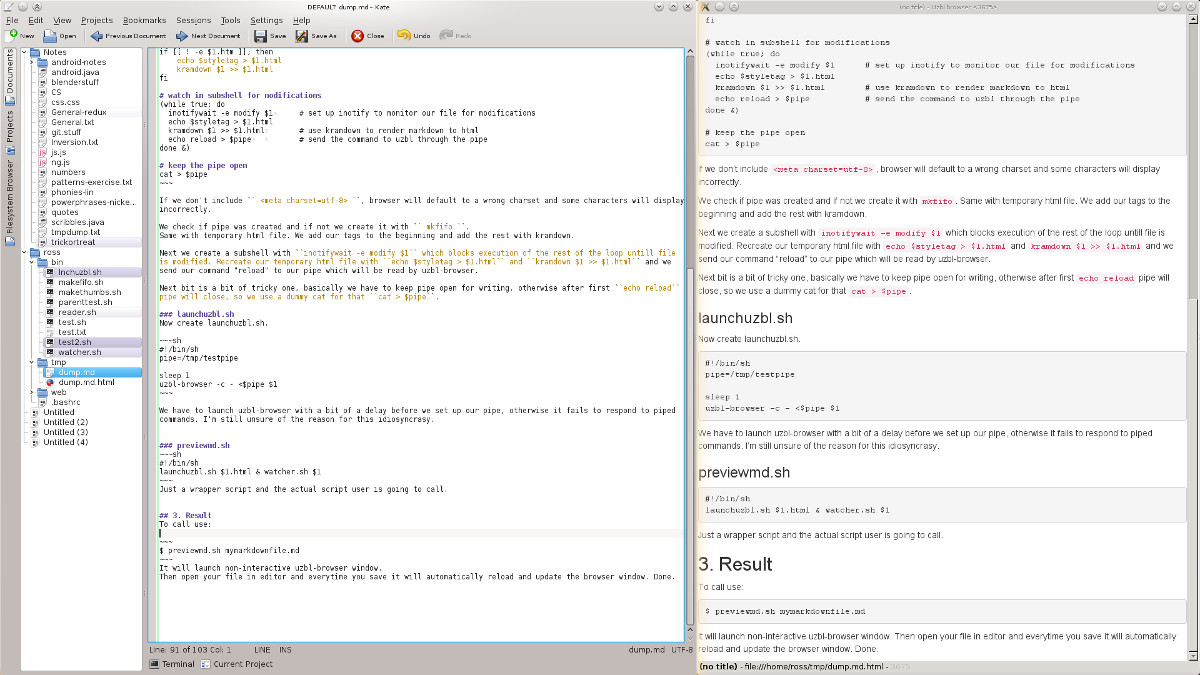 DEFAULT dump.md - Kate
File Edit View Projects Bookmarks Sessions Tools Settings Help
New Open Previous Document Next Document Save Save As Close Undo Redo
Documents
Projects
Filesystem Browser
Notes
android-notes
android.java
blenderstuff
CS
css.css
General-redux
General.txt
git.stuff
Inversion.txt
js.js
ng.js
numbers
patterns-exercise.txt
phonies-lin
powerphrases-nicke...
quotes
scribbles.java
tmpdump.txt
trickortreat
ross
bin
lnchuzbl.sh
makefifo.sh
makethumbs.sh
parenttest.sh
reader.sh
test.sh
test.txt
test2.sh
watcher.sh
tmp
dump.md
dump.md.html
web
.bashrc
Untitled
Untitled (2)
Untitled (3)
Untitled (4)
if [[ ! -e $1.htm ]]; then
echo $styletag > $1.html
kramdown $1 >> $1.html
fi
# watch in subshell for modifications
(while true; do
inotifywait -e modify $1 # set up inotify to monitor our file for modifications
echo $styletag > $1.html
kramdown $1 >> $1.html # use kramdown to render markdown to html
echo reload > $pipe # send the command to uzbl through the pipe
done &)
# keep the pipe open
cat > $pipe
~~~
If we don't include `` <meta charset=utf-8> ``, browser will default to a wrong charset and some characters will display
incorrectly.
We check if pipe was created and if not we create it with `` mkfifo ``.
Same with temporary html file. We add our tags to the beginning and add the rest with kramdown.
Next we create a subshell with ``inotifywait -e modify $1`` which blocks execution of the rest of the loop untill file
is modified. Recreate our temporary html file with ``echo $styletag > $1.html`` and ``kramdown $1 >> $1.html`` and we
send our command "reload" to our pipe which will be read by uzbl-browser.
Next bit is a bit of tricky one, basically we have to keep pipe open for writing, otherwise after first ``echo reload``
pipe will close, so we use a dummy cat for that ``cat > $pipe``.
### launchuzbl.sh
Now create launchuzbl.sh.
~~~sh
#!/bin/sh
pipe=/tmp/testpipe
sleep 1
uzbl-browser -c - <$pipe $1
~~~
We have to launch uzbl-browser with a bit of a delay before we set up our pipe, otherwise it fails to respond to piped
commands. I'm still unsure of the reason for this idiosyncrasy.
### previewmd.sh
~~~sh
#!/bin/sh
launchuzbl.sh $1.html & watcher.sh $1
~~~
Just a wrapper script and the actual script user is going to call.
## 3. Result
To call use:
~~~
$ previewmd.sh mymarkdownfile.md
~~~
It will launch non-interactive uzbl-browser window.
Then open your file in editor and everytime you save it will automatically reload and update the browser window. Done.
Line: 91 of 103 Col: 1 LINE INS dump.md UTF-8
Terminal Current Project
(no title) - Uzbl browser <3675>
fi
# watch in subshell for modifications
(while true; do
inotifywait -e modify $1 # set up inotify to monitor our file for modifications
echo $styletag > $1.html
kramdown $1 >> $1.html # use kramdown to render markdown to html
echo reload > $pipe # send the command to uzbl through the pipe
done &)
# keep the pipe open
cat > $pipe
If we don't include <meta charset=utf-8>, browser will default to a wrong charset and some characters will display
incorrectly.
We check if pipe was created and if not we create it with mkfifo. Same with temporary html file. We add our tags to the
beginning and add the rest with kramdown.
Next we create a subshell with inotifywait -e modify $1 which blocks execution of the rest of the loop until file is
modified. Recreate our temporary html file with echo $styletag > $1.html and kramdown $1 >> $1.html and we
send our command "reload" to our pipe which will be read by uzbl-browser.
Next bit is a bit of tricky one, basically we have to keep pipe open for writing, otherwise after first echo reload pipe will
close, so we use a dummy cat for that cat > $pipe.
launchuzbl.sh
Now create launchuzbl.sh.
#!/bin/sh
pipe=/tmp/testpipe
sleep 1
uzbl-browser -c - <$pipe $1
We have to launch uzbl-browser with a bit of a delay before we set up our pipe, otherwise it fails to respond to piped
commands. I'm still unsure of the reason for this idiosyncrasy.
previewmd.sh
#!/bin/sh
launchuzbl.sh $1.html & watcher.sh $1
Just a wrapper script and the actual script user is going to call.
3. Result
To call use:
$ previewmd.sh mymarkdownfile.md
It will launch non-interactive uzbl-browser window. Then open your file in editor and everytime you save it will automatically
reload and update the browser window. Done.
(no title) - file:///home/ross/tmp/dump.md.html - 3675